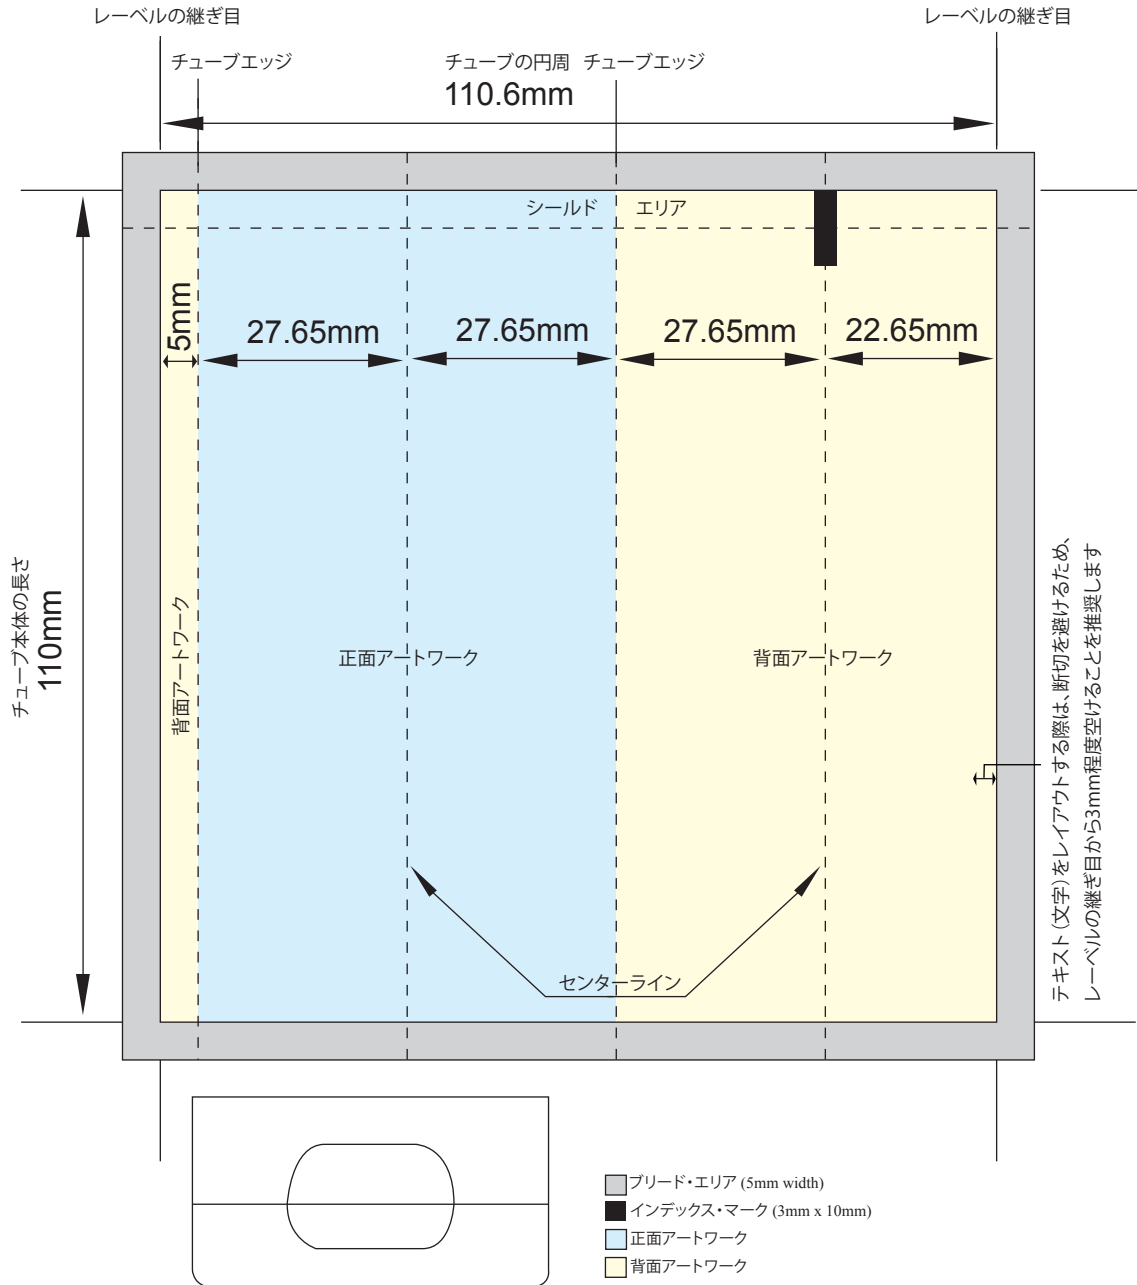 レーベルの継ぎ目
レーベルの継ぎ目
チューブエッジ
チューブの円周
チューブエッジ
110.6mm
シールド エリア
5mm
27.65mm
27.65mm
27.65mm
22.65mm
チューブ本体の長さ
110mm
背面アートワーク
正面アートワーク
背面アートワーク
テキスト(文字)をレイアウトする際は、断切を避けるため、
レーベルの継ぎ目から3mm程度空けることを推奨します
センターライン
ブリード・エリア (5mm width)
インデックス・マーク (3mm x 10mm)
正面アートワーク
背面アートワーク